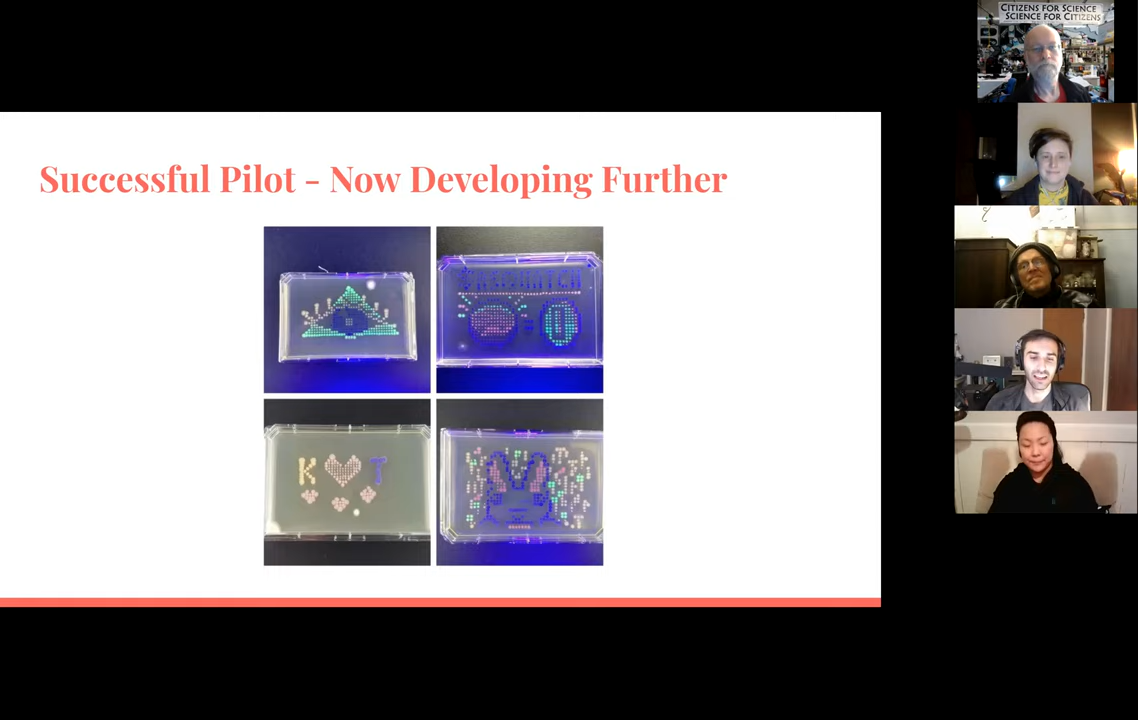 CITIZENS FOR SCIENCE
SCIENCE FOR CITIZENS
Successful Pilot - Now Developing Further
K T